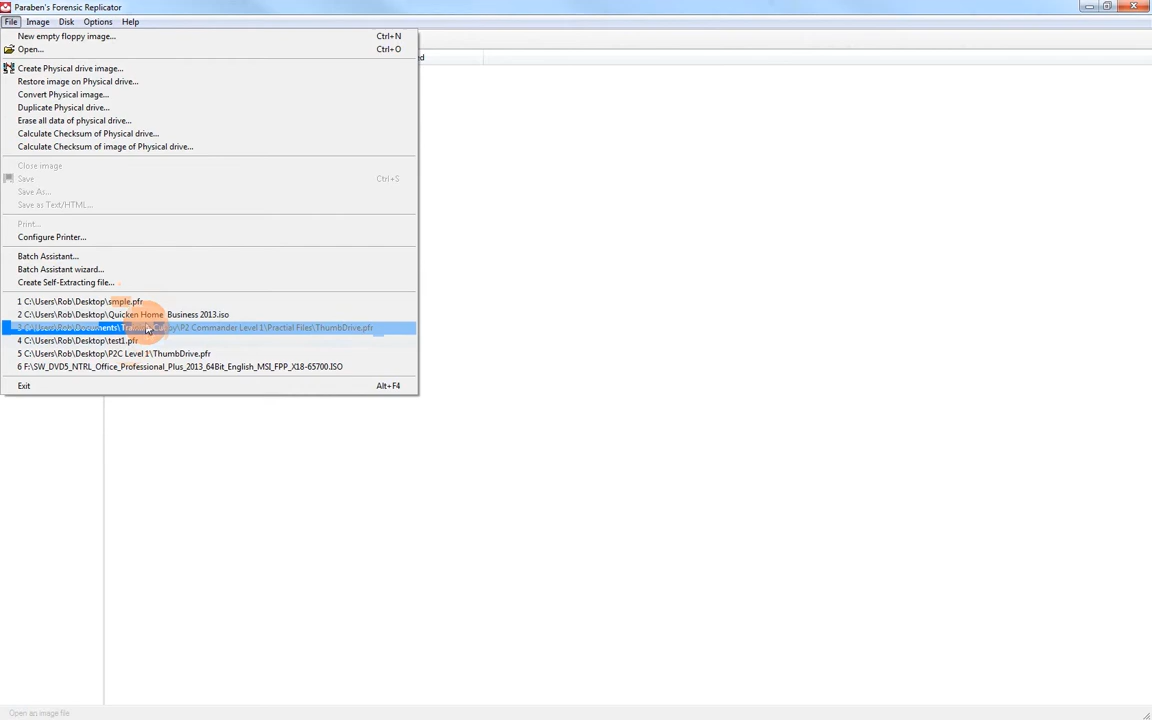 Paraben's Forensic Replicator
File Image Disk Options Help
New empty floppy image... Ctrl+N
Open... Ctrl+O
Create Physical drive image...
Restore image on Physical drive...
Convert Physical image...
Duplicate Physical drive...
Erase all data of physical drive...
Calculate Checksum of Physical drive...
Calculate Checksum of image of Physical drive...
Close image
Save Ctrl+S
Save As...
Save as Text/HTML...
Print...
Configure Printer...
Batch Assistant...
Batch Assistant wizard...
Create Self-Extracting file...
1 C:\Users\Rob\Desktop\smple.pfr
2 C:\Users\Rob\Desktop\Quicken Home Business 2013.iso
3 C:\Users\Rob\Documents\ \P2 Commander Level 1\Practial Files\ThumbDrive.pfr
4 C:\Users\Rob\Desktop\test1.pfr
5 C:\Users\Rob\Desktop\P2C Level 1\ThumbDrive.pfr
6 F:\SW_DVD5_NTRL_Office_Professional_Plus_2013_64Bit_English_MSI_FPP_X18-65700.ISO
Exit Alt+F4
Open an image file